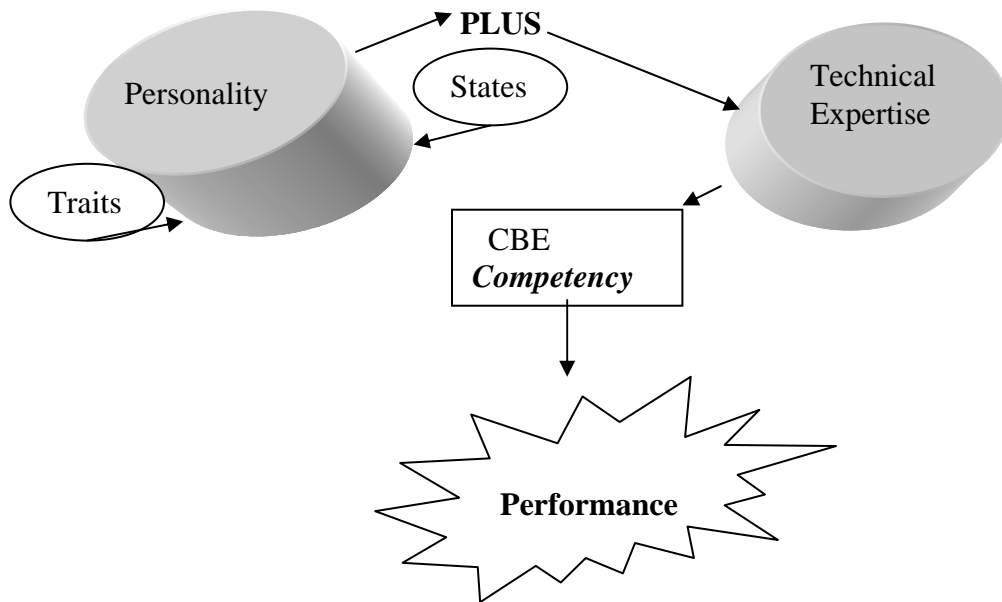 PLUS
Personality
States
Technical
Expertise
Traits
CBE
Competency
Performance